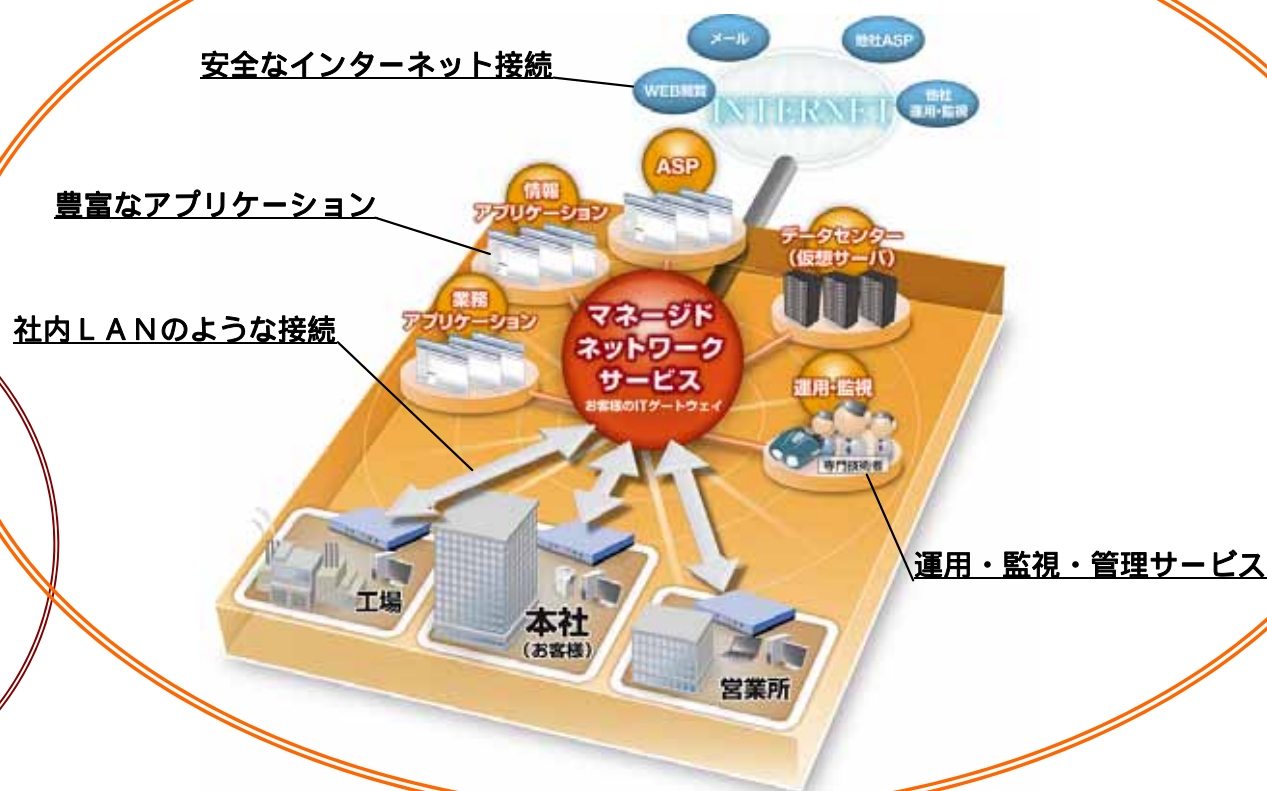 メール
他社ASP
安全なインターネット接続
WEB閲覧
INTERNET
他社
運用・監視
ASP
情報
アプリケーション
豊富なアプリケーション
データセンター
(仮想サーバ)
業務
アプリケーション
マネージド
ネットワーク
サービス
お客様のITゲートウェイ
社内ＬＡＮのような接続
運用・監視
専門技術者
運用・監視・管理サービス
工場
本社
(お客様)
営業所